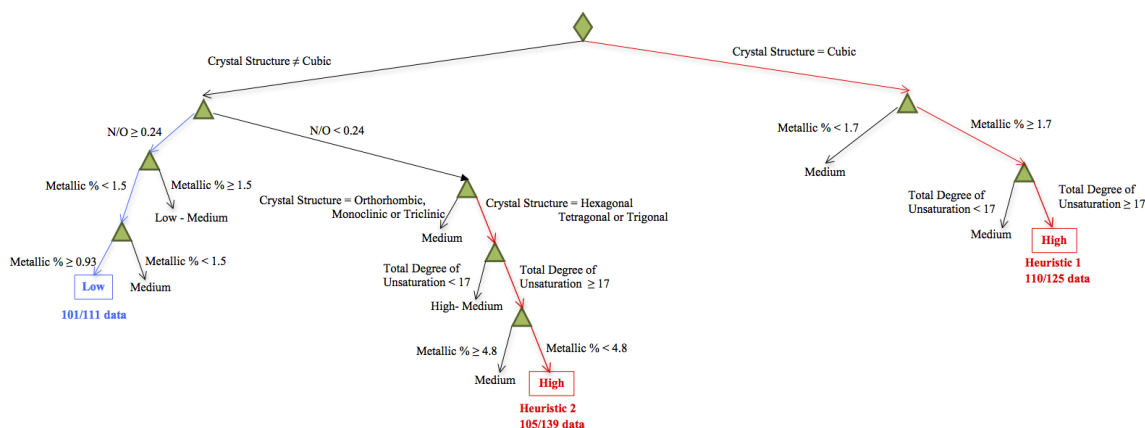 Crystal Structure ≠ Cubic
Crystal Structure = Cubic
N/O ≥ 0.24
N/O < 0.24
Metallic % < 1.7
Metallic % ≥ 1.7
Metallic % < 1.5
Metallic % ≥ 1.5
Medium
Low - Medium
Crystal Structure = Orthorhombic,
Monoclinic or Triclinic
Crystal Structure = Hexagonal
Tetragonal or Trigonal
Total Degree of
Unsaturation < 17
Total Degree of
Unsaturation ≥ 17
Medium
Medium
High
Metallic % ≥ 0.93
Metallic % < 1.5
Low
Medium
Total Degree of
Unsaturation < 17
Total Degree of
Unsaturation ≥ 17
Heuristic 1
110/125 data
101/111 data
High- Medium
Metallic % ≥ 4.8
Metallic % < 4.8
Medium
High
Heuristic 2
105/139 data